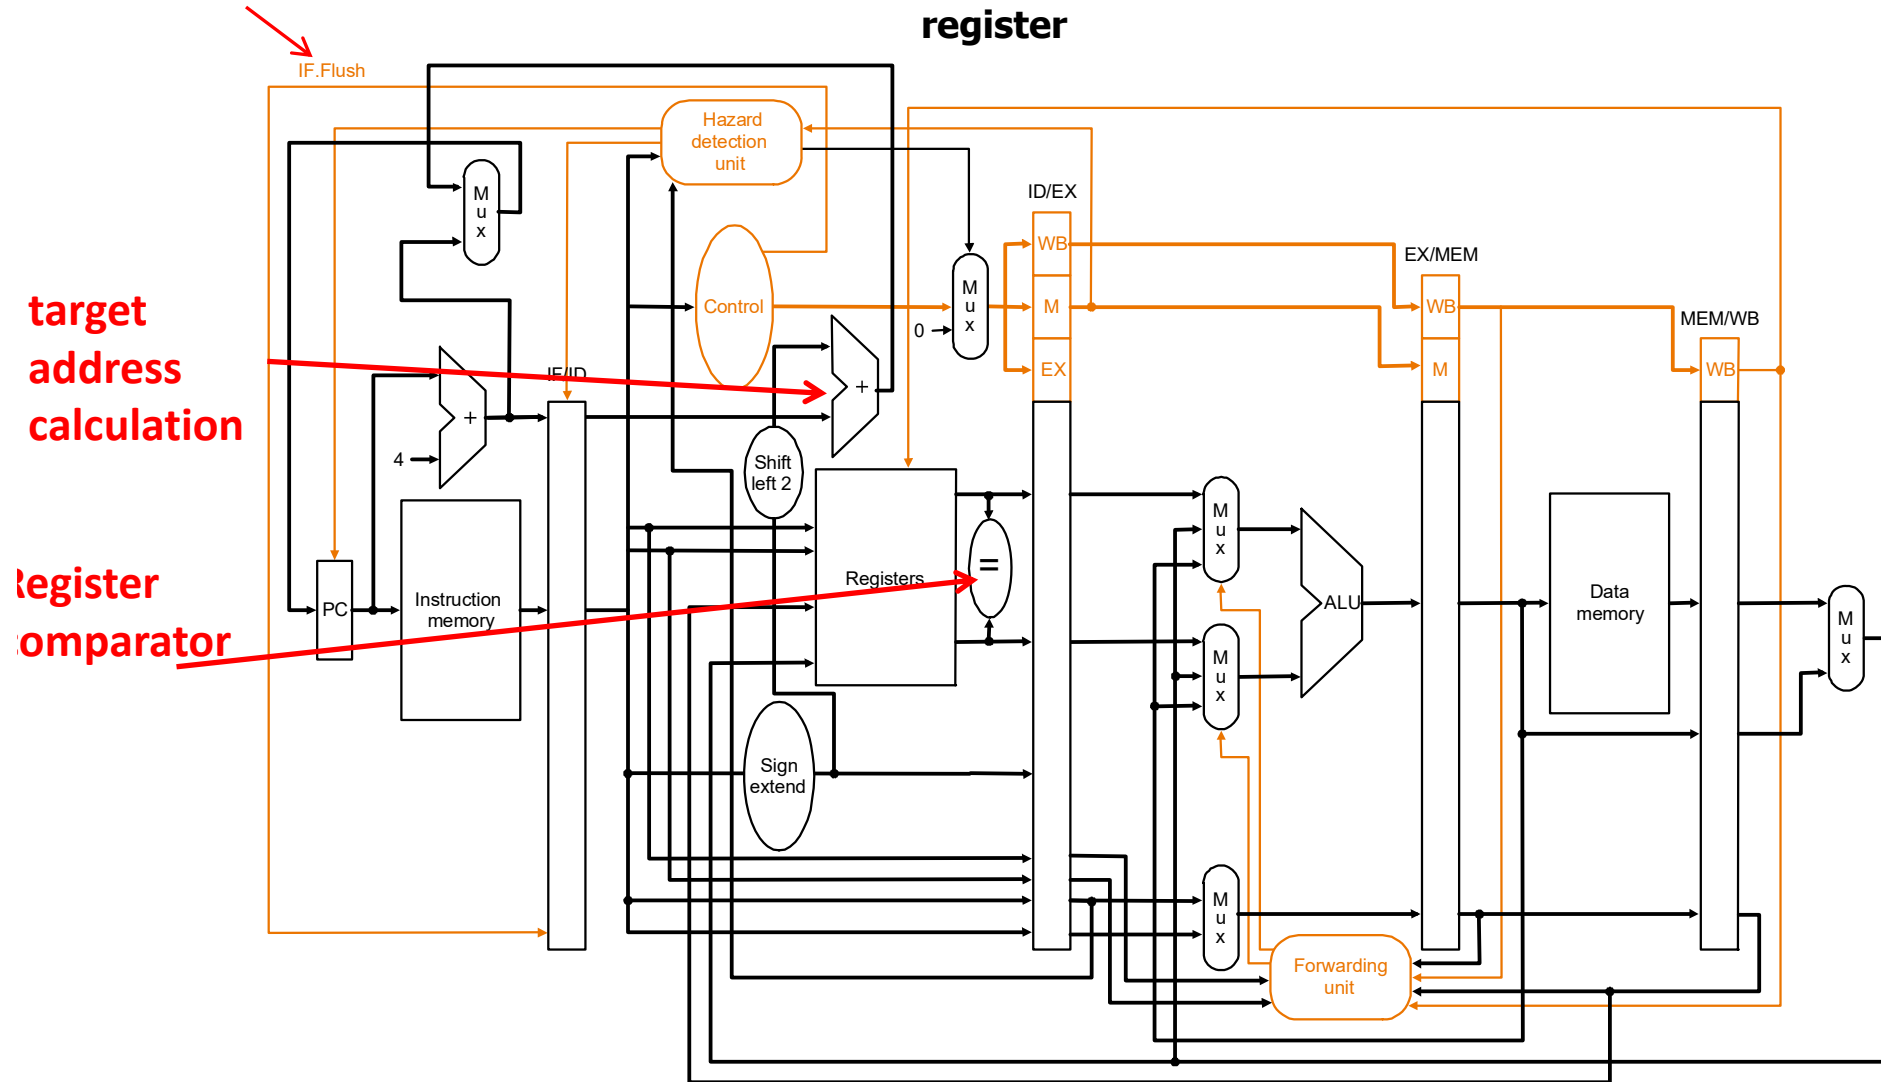 register
IF.Flush
Hazard
detection
unit
M
u
x
ID/EX
WB
EX/MEM
Control
M
u
x
M
WB
MEM/WB
target
address
calculation
0
EX
M
WB
IF/ID
+
+
4
Shift
left 2
M
u
x
=
Registers
PC
Instruction
memory
ALU
Data
memory
M
u
x
M
u
x
Sign
extend
M
u
x
Forwarding
unit
egister
omparator